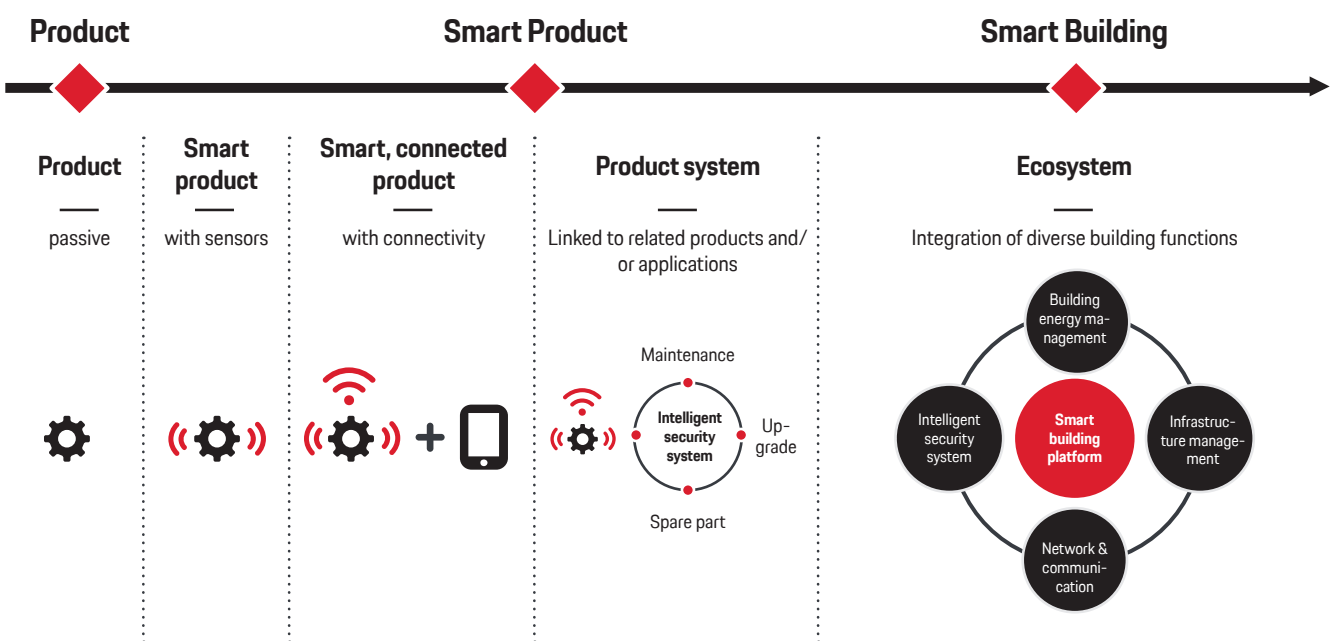 Product
Smart Product
Smart Building
Product
passive
Smart
product
with sensors
Smart, connected
product
with connectivity
Product system
Linked to related products and/
or applications
Maintenance
Intelligent
security
system
Up-
grade
Spare part
Ecosystem
Integration of diverse building functions
Building
energy ma-
nagement
Intelligent
security
system
Smart
building
platform
Infrastruc-
ture manage-
ment
Network &
communi-
cation